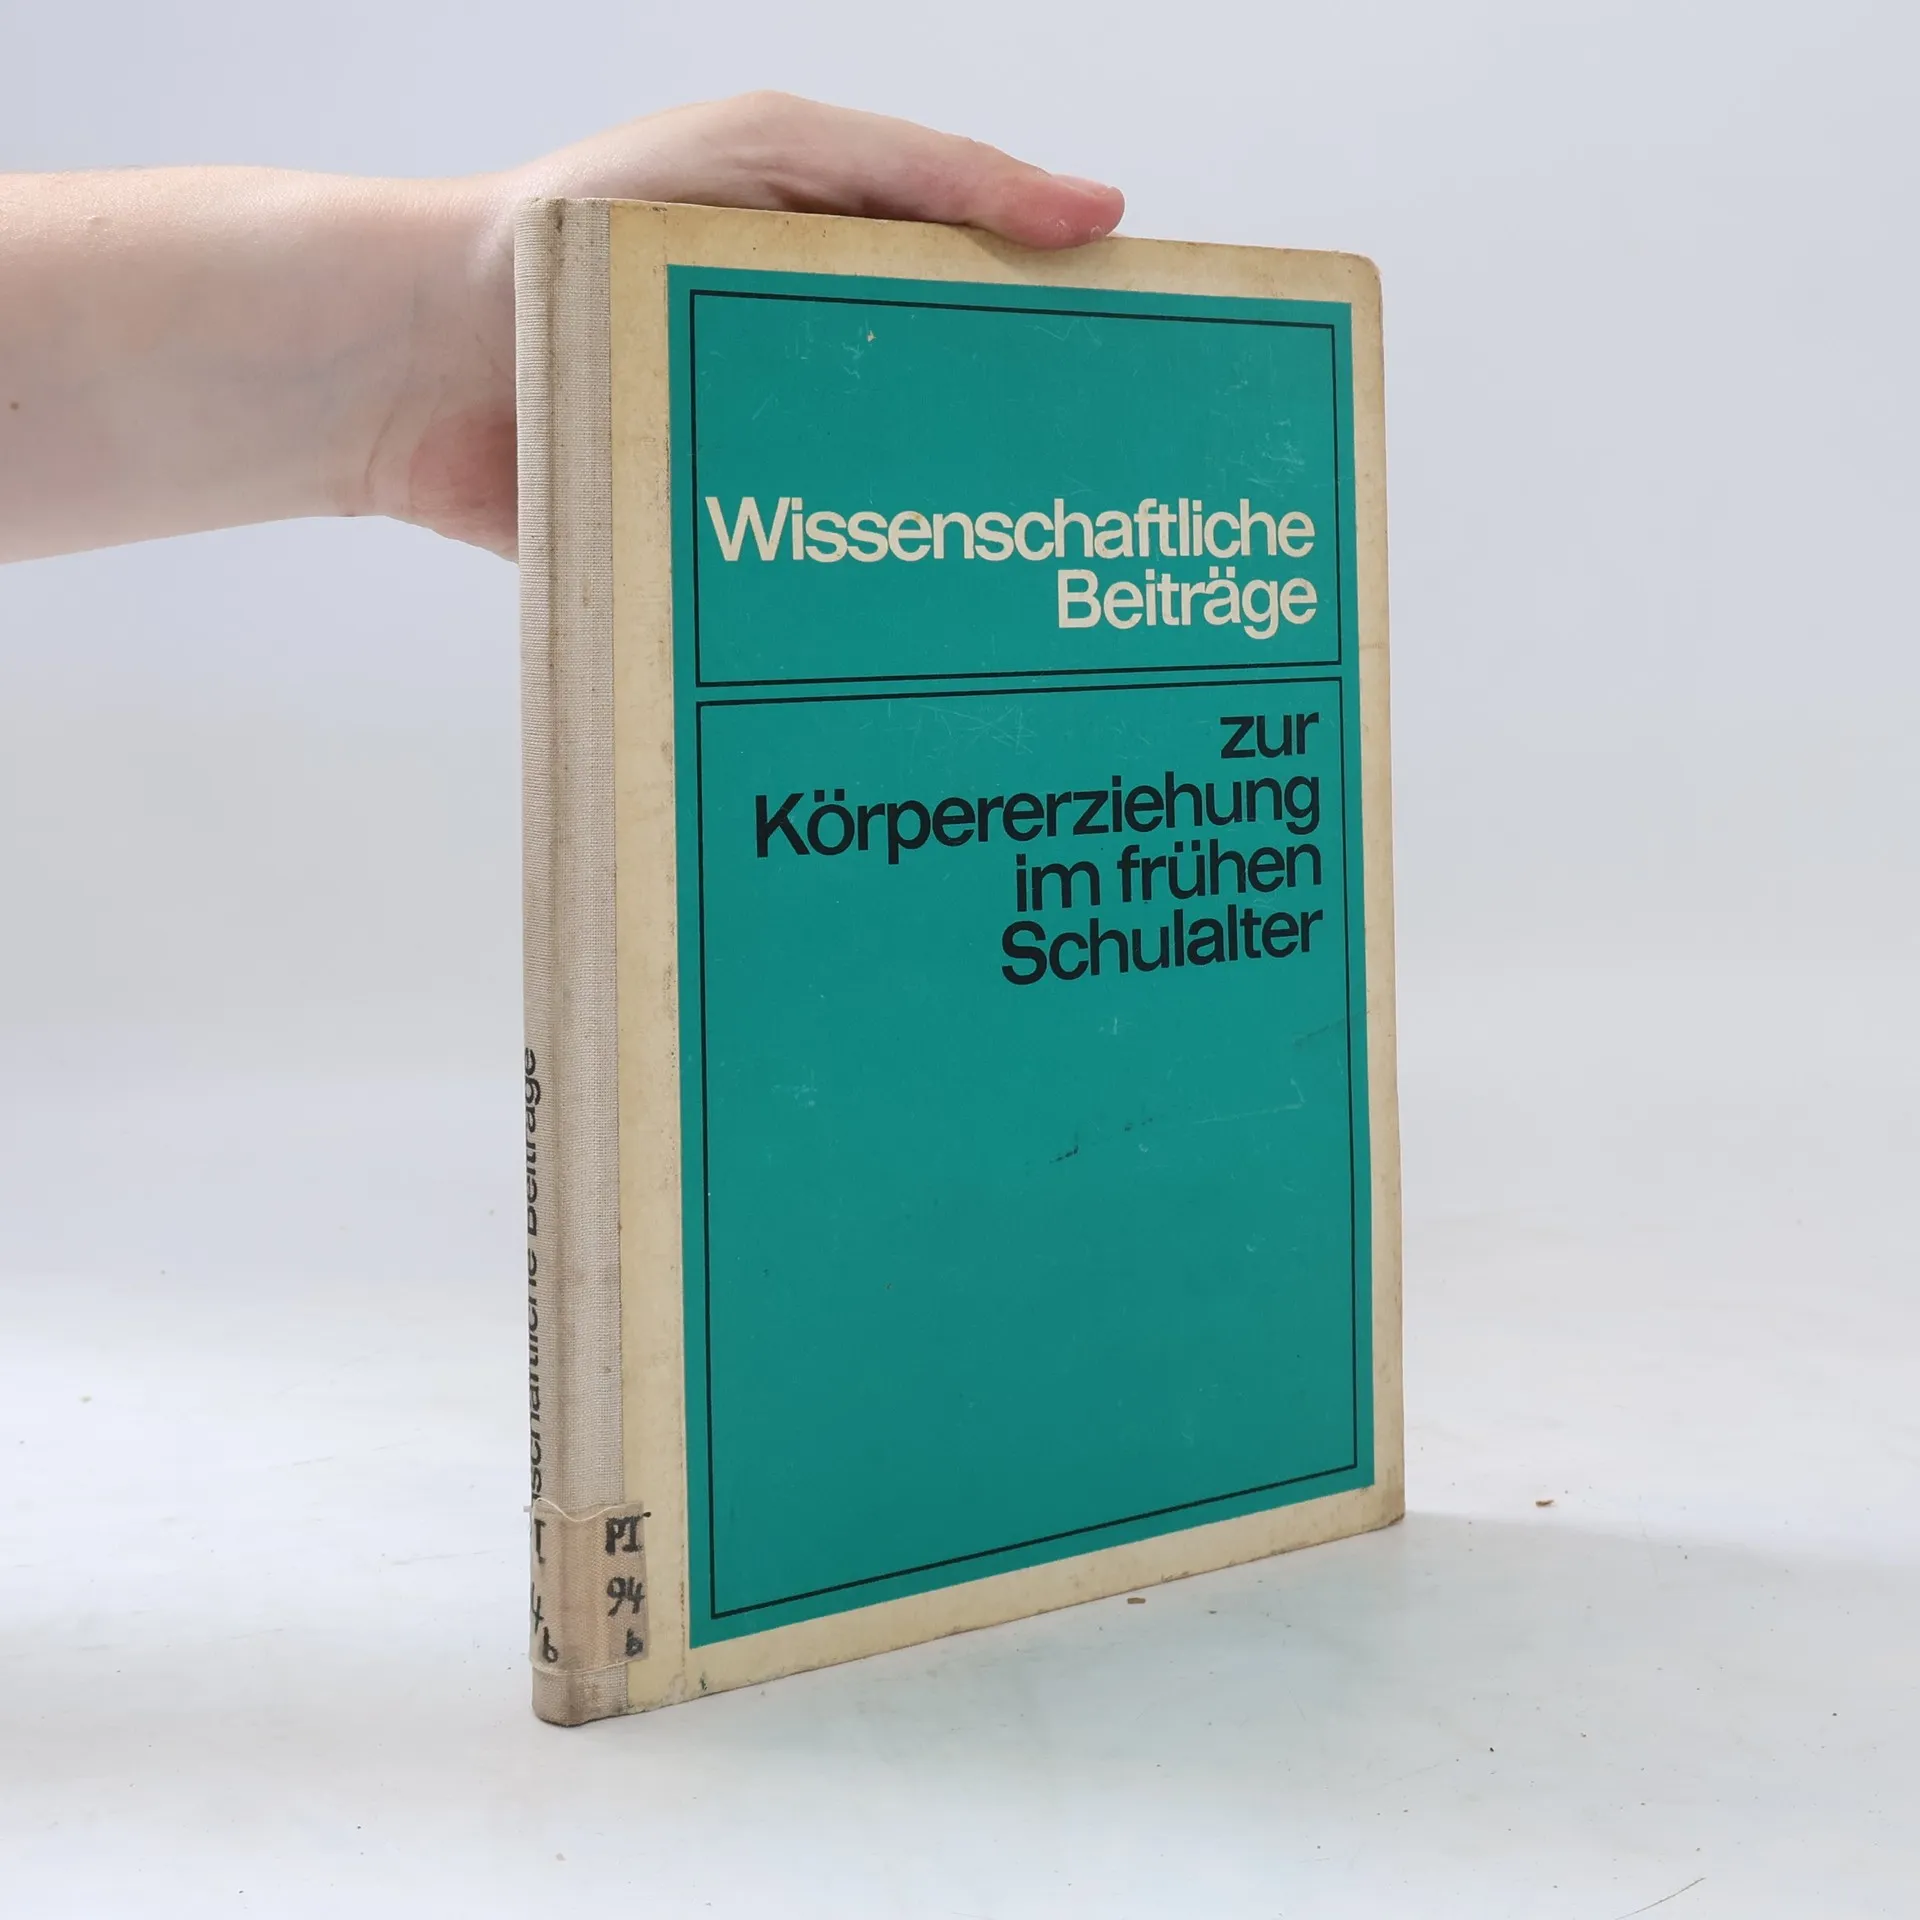 Wissenschaftliche
Beiträge
zur
Körpererziehung
im frühen
Schulalter
Beiträge
PI
94
b
b